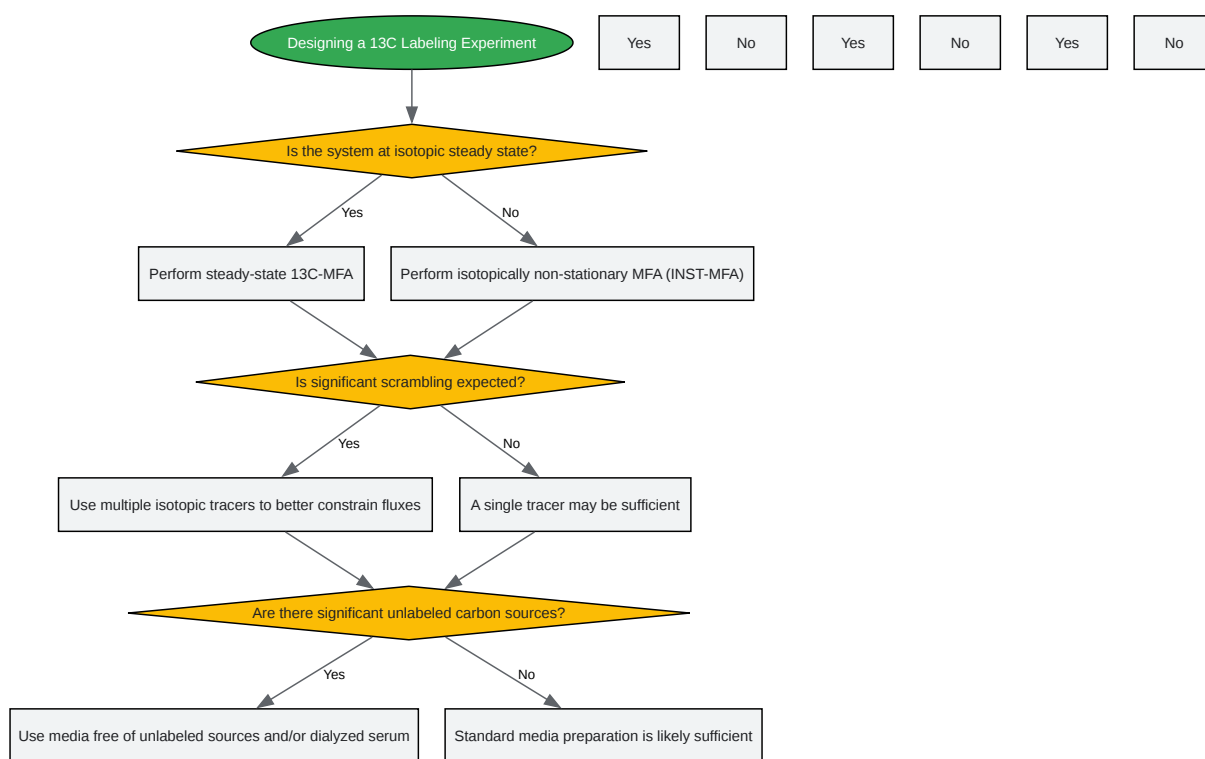 Designing a 13C Labeling Experiment
Yes
No
Yes
No
Yes
No
Is the system at isotopic steady state?
Yes
No
Perform steady-state 13C-MFA
Perform isotopically non-stationary MFA (INST-MFA)
Is significant scrambling expected?
Yes
No
Use multiple isotopic tracers to better constrain fluxes
A single tracer may be sufficient
Are there significant unlabeled carbon sources?
Yes
No
Use media free of unlabeled sources and/or dialyzed serum
Standard media preparation is likely sufficient